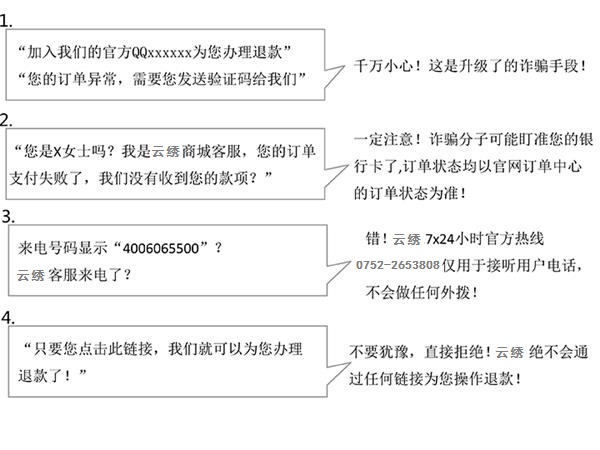 1.
“加入我们的官方QQxxxxxx为您办理退款”
“您的订单异常，需要您发送验证码给我们”
千万小心！这是升级了的诈骗手段！
2.
“您是X女士吗？我是云绣商城客服，您的订单
支付失败了，我们没有收到您的款项？”
一定注意！诈骗分子可能盯准您的银
行卡了,订单状态均以官网订单中心
的订单状态为准！
3.
来电号码显示“4006065500”？
云绣客服来电了？
错！云绣 7x24小时官方热线
0752-2653808仅用于接听用户电话，
不会做任何外拨！
4.
“只要您点击此链接，我们就可以为您办理
退款了！”
不要犹豫，直接拒绝！云绣 绝不会通
过任何链接为您操作退款！